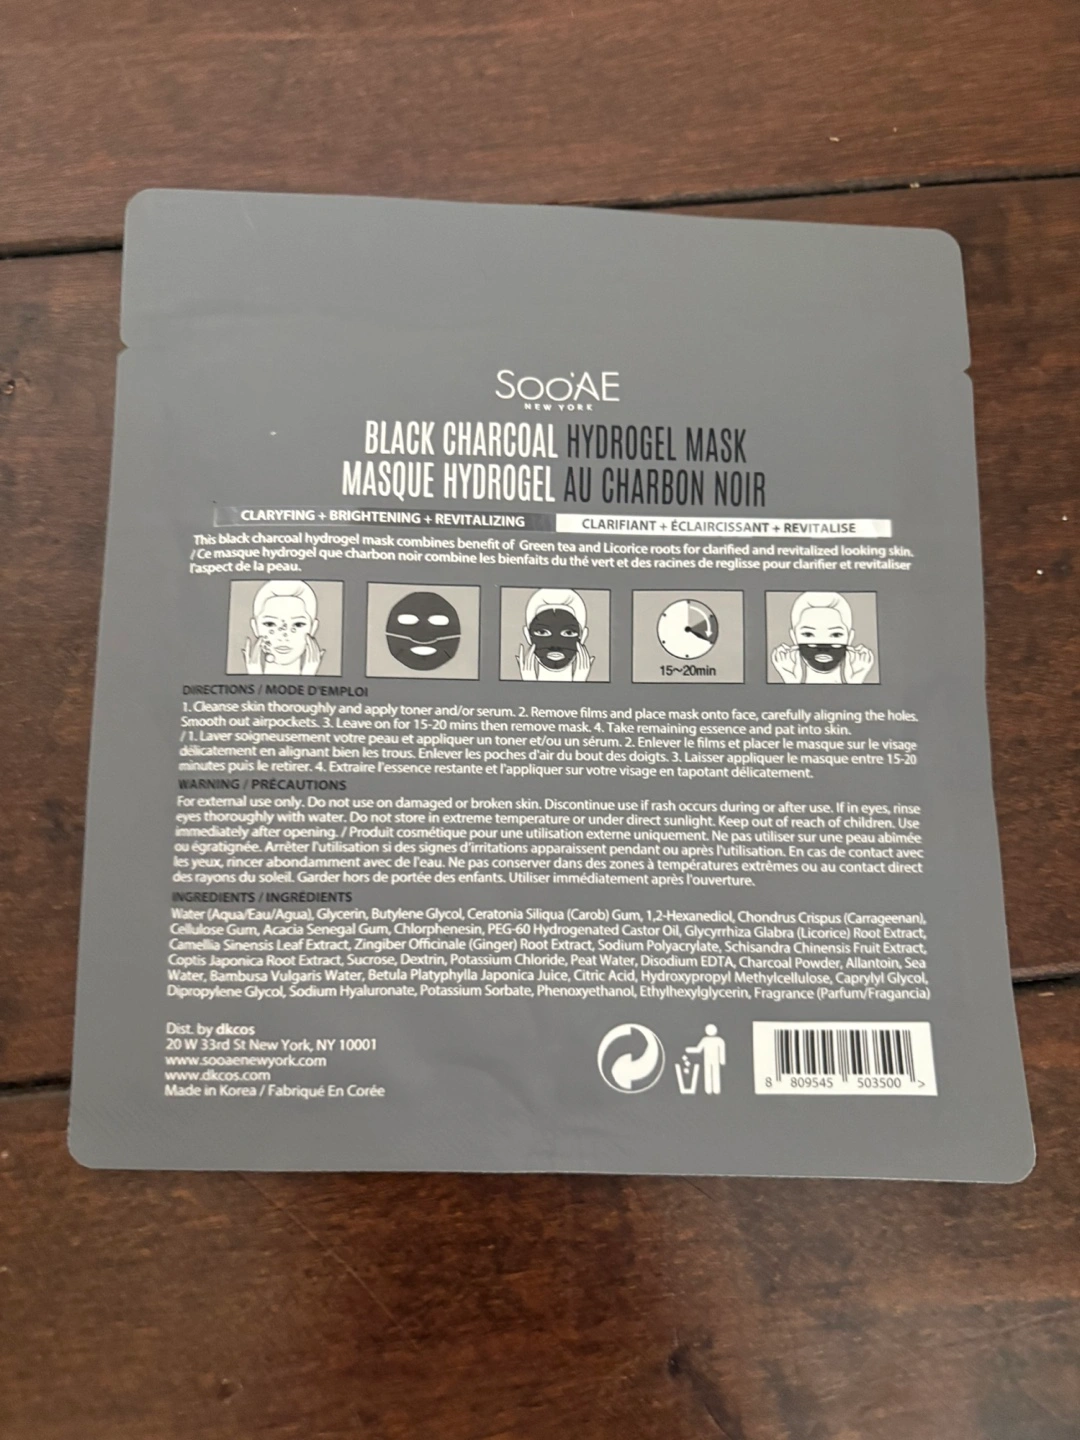 SOO'AE
NEW YORK
BLACK CHARCOAL HYDROGEL MASK
MASQUE HYDROGEL AU CHARBON NOIR
CLARYFING + BRIGHTENING + REVITALIZING CLARIFIANT + ÉCLAIRCISSANT + REVITALISE
This black charcoal hydrogel mask combines benefit of Green tea and Licorice roots for clarified and revitalized looking skin.
/ Ce masque hydrogel que charbon noir combine les bienfaits du thé vert et des racines de reglisse pour clarifier et revitaliser
l'aspect de la peau.
15~20min
DIRECTIONS / MODE D'EMPLOI
1. Cleanse skin thoroughly and apply toner and/or serum. 2. Remove films and place mask onto face, carefully aligning the holes.
Smooth out airpockets. 3. Leave on for 15-20 mins then remove mask. 4. Take remaining essence and pat into skin.
/ 1. Laver soigneusement votre peau et appliquer un toner et/ou un sérum. 2. Enlever le films et placer le masque sur le visage
délicatement en alignant bien les trous. Enlever les poches d'air du bout des doigts. 3. Laisser appliquer le masque entre 15-20
minutes puis le retirer. 4. Extraire l'essence restante et l'appliquer sur votre visage en tapotant délicatement.
WARNING / PRÉCAUTIONS
For external use only. Do not use on damaged or broken skin. Discontinue use if rash occurs during or after use. If in eyes, rinse
eyes thoroughly with water. Do not store in extreme temperature or under direct sunlight. Keep out of reach of children. Use
immediately after opening. / Produit cosmétique pour une utilisation externe uniquement. Ne pas utiliser sur une peau abimée
ou égratignée. Arrêter l'utilisation si des signes d'irritations apparaissent pendant ou après l'utilisation. En cas de contact avec
les yeux, rincer abondamment avec de l'eau. Ne pas conserver dans des zones à températures extrêmes ou au contact direct
des rayons du soleil. Garder hors de portée des enfants. Utiliser immédiatement après l'ouverture.
INGREDIENTS / INGRÉDIENTS
Water (Aqua/Eau/Agua), Glycerin, Butylene Glycol, Ceratonia Siliqua (Carob) Gum, 1,2-Hexanediol, Chondrus Crispus (Carrageenan),
Cellulose Gum, Acacia Senegal Gum, Chlorphenesin, PEG-60 Hydrogenated Castor Oil, Glycyrrhiza Glabra (Licorice) Root Extract,
Camellia Sinensis Leaf Extract, Zingiber Officinale (Ginger) Root Extract, Sodium Polyacrylate, Schisandra Chinensis Fruit Extract,
Coptis Japonica Root Extract, Sucrose, Dextrin, Potassium Chloride, Peat Water, Disodium EDTA, Charcoal Powder, Allantoin, Sea
Water, Bambusa Vulgaris Water, Betula Platyphylla Japonica Juice, Citric Acid, Hydroxypropyl Methylcellulose, Caprylyl Glycol,
Dipropylene Glycol, Sodium Hyaluronate, Potassium Sorbate, Phenoxyethanol, Ethylhexylglycerin, Fragrance (Parfum/Fragancia)
Dist. by dkcos
20 W 33rd St New York, NY 10001
www.sooaenewyork.com
www.dkcos.com
Made in Korea / Fabriqué En Corée
8 809545 503500 >